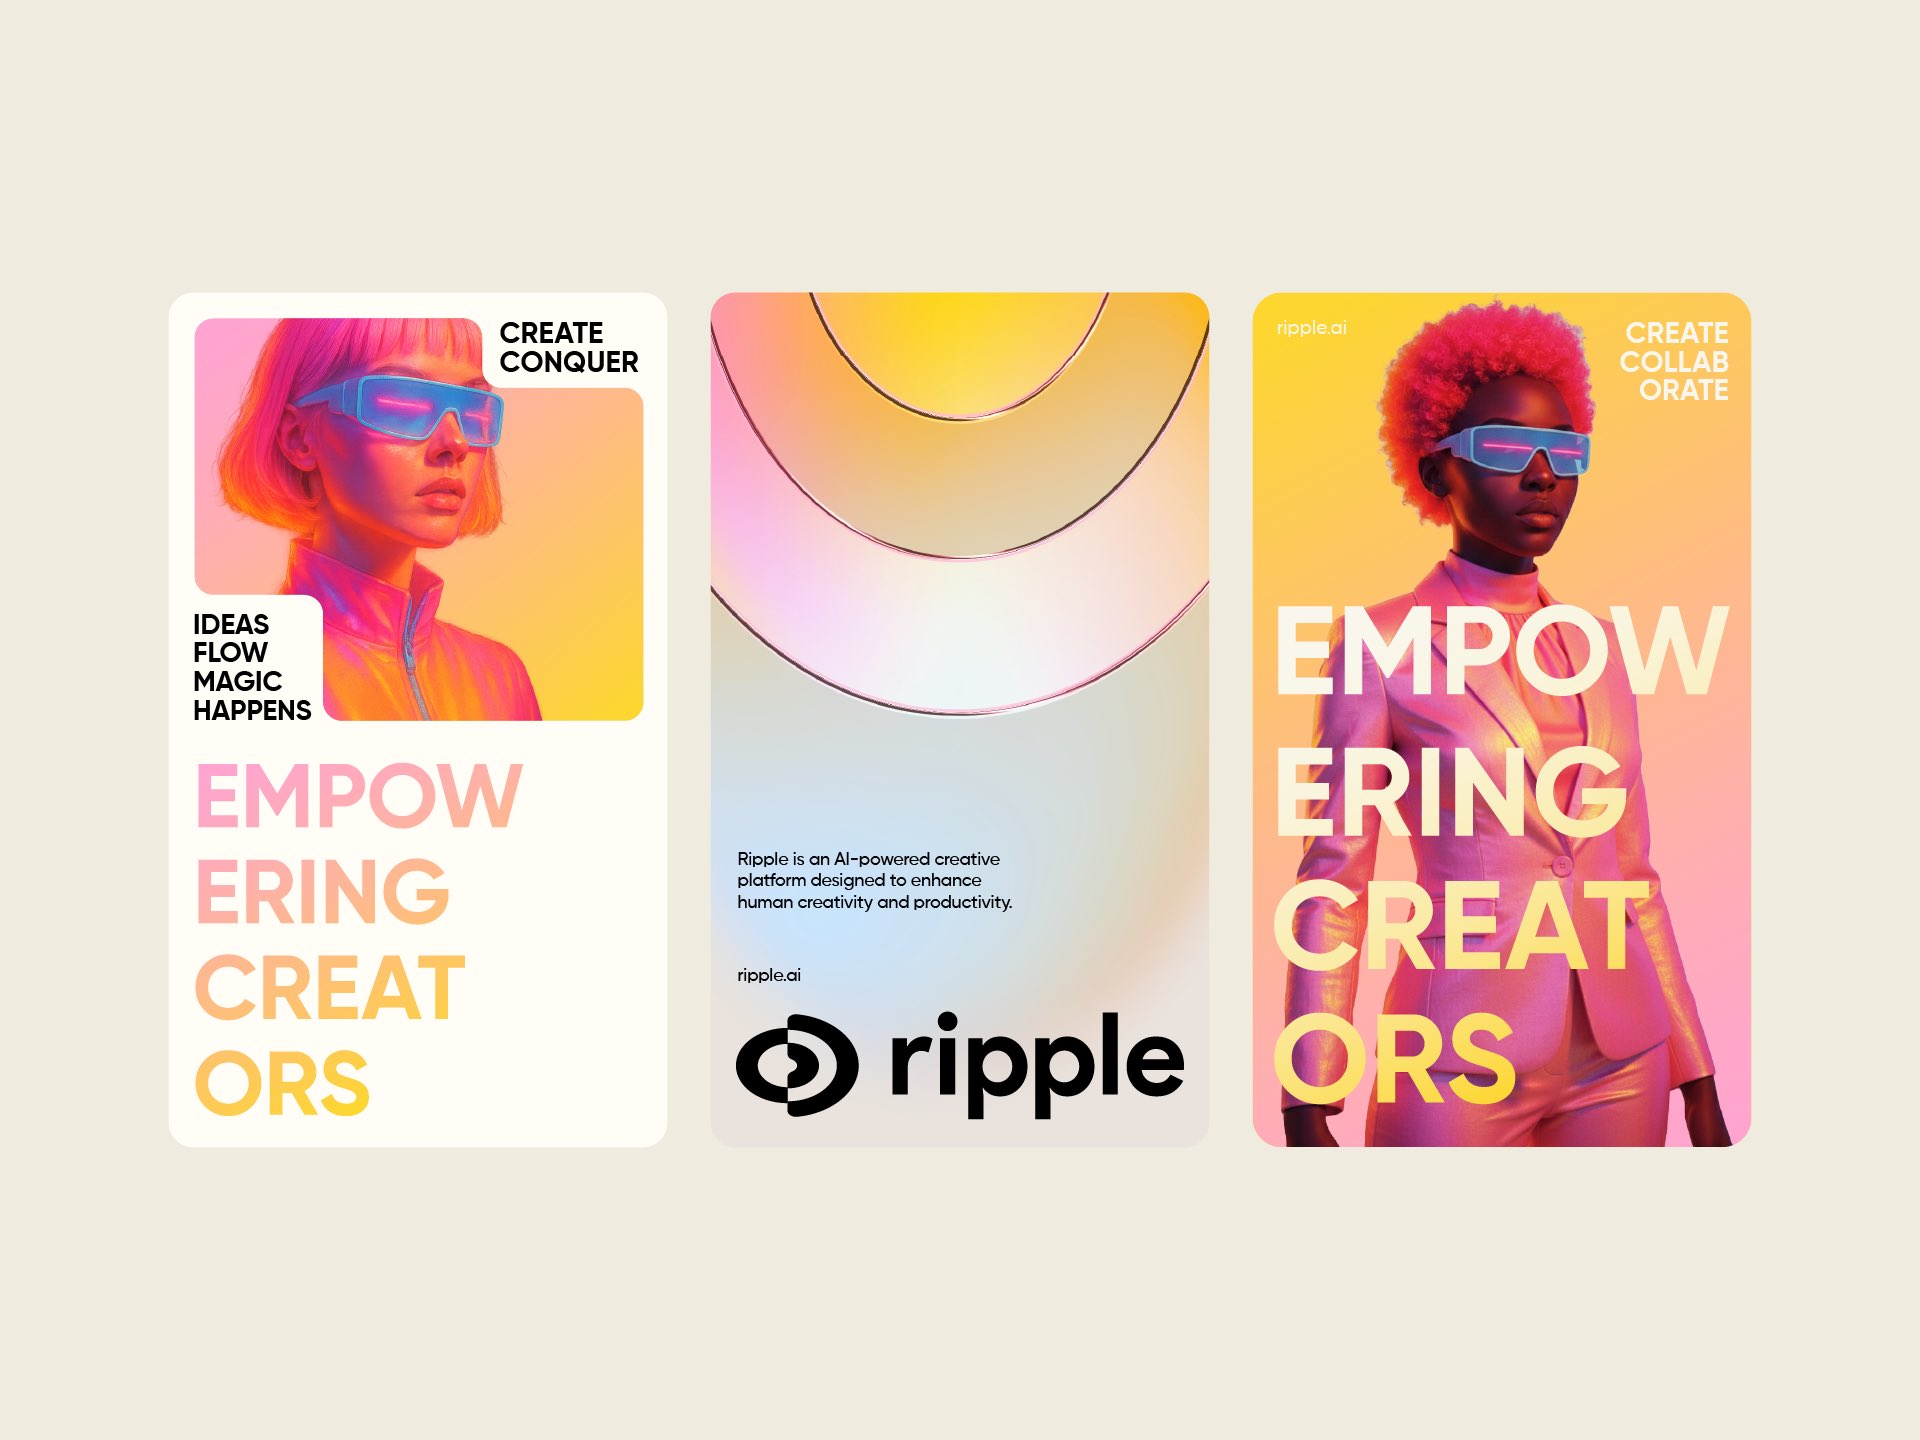 CREATE
CONQUER
IDEAS
FLOW
MAGIC
HAPPENS
EMPOW
ERING
CREAT
ORS
Ripple is an AI-powered creative
platform designed to enhance
human creativity and productivity.
ripple.ai
ripple
ripple.ai
CREATE
COLLAB
ORATE
EMPOW
ERING
CREAT
ORS